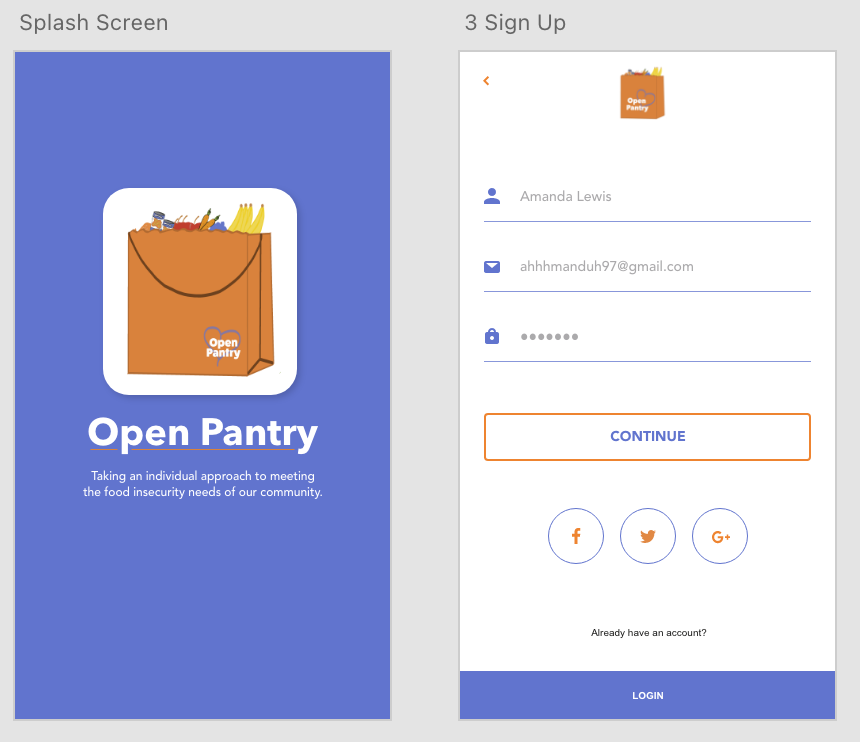 Splash Screen
Open
Pantry
Open Pantry
Taking an individual approach to meeting
the food insecurity needs of our community.
3 Sign Up
Open
Pantry
Amanda Lewis
ahhhmanduh97@gmail.com
•••••••
CONTINUE
f
G+
Already have an account?
LOGIN